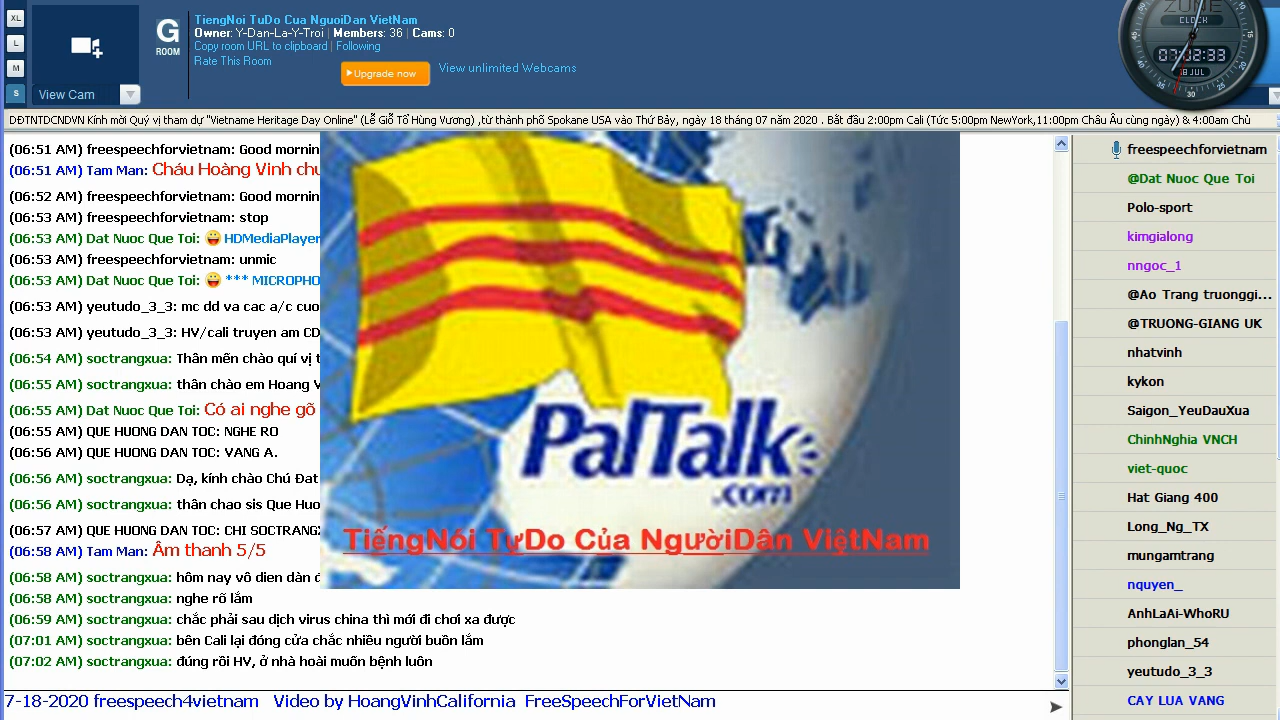 XL
L
M
S
View Cam
G
ROOM
TiengNoi TuDo Cua NguoiDan VietNam
Owner: Y-Dan-La-Y-Troi | Members: 36 | Cams: 0
Copy room URL to clipboard | Following
Rate This Room
Upgrade now
View unlimited Webcams
ZUNE
CLOCK
07:02:33
18 JUL
DĐTNTDCNDVN Kính mời Quý vị tham dự "Vietname Heritage Day Online" (Lễ Giỗ Tổ Hùng Vương) ,từ thành phố Spokane USA vào Thứ Bảy, ngày 18 tháng 07 năm 2020 . Bắt đầu 2:00pm Cali (Tức 5:00pm NewYork,11:00pm Châu Âu cùng ngày) & 4:00am Chủ
(06:51 AM) freespeechforvietnam: Good mornin
(06:51 AM) Tam Man: Cháu Hoàng Vinh chu
(06:52 AM) freespeechforvietnam: Good mornin
(06:53 AM) freespeechforvietnam: stop
(06:53 AM) Dat Nuoc Que Toi: HDMediaPlayer
(06:53 AM) freespeechforvietnam: unmic
(06:53 AM) Dat Nuoc Que Toi: *** MICROPHO
(06:53 AM) yeutudo_3_3: mc dd va cac a/c cuo
(06:53 AM) yeutudo_3_3: HV/cali truyen am CD
(06:54 AM) soctrangxua: Thân mến chào quí vị t
(06:55 AM) soctrangxua: thân chào em Hoang V
(06:55 AM) Dat Nuoc Que Toi: Có ai nghe gõ
(06:55 AM) QUE HUONG DAN TOC: NGHE RO
(06:56 AM) QUE HUONG DAN TOC: VANG A.
(06:56 AM) soctrangxua: Dạ, kính chào Chú Đat
(06:56 AM) soctrangxua: thân chao sis Que Huo
(06:57 AM) QUE HUONG DAN TOC: CHI SOCTRANG
(06:58 AM) Tam Man: Âm thanh 5/5
(06:58 AM) soctrangxua: hôm nay vô dien dàn
(06:58 AM) soctrangxua: nghe rõ lắm
(06:59 AM) soctrangxua: chắc phải sau dịch virus china thì mới đi chơi xa được
(07:01 AM) soctrangxua: bên Cali lại đóng cửa chắc nhiều người buồn lắm
(07:02 AM) soctrangxua: đúng rồi HV, ở nhà hoài muốn bệnh luôn
PalTalk
.com
TiếngNói TựDo Của NgườiDân ViệtNam
freespeechforvietnam
@Dat Nuoc Que Toi
Polo-sport
kimgialong
nngoc_1
@Ao Trang truonggi...
@TRUONG-GIANG UK
nhatvinh
kykon
Saigon_YeuDauXua
ChinhNghia VNCH
viet-quoc
Hat Giang 400
Long_Ng_TX
mungamtrang
nquyen_
AnhLaAi-WhoRU
phonglan_54
yeutudo_3_3
CAY LUA VANG
7-18-2020 freespeech4vietnam Video by HoangVinhCalifornia FreeSpeechForVietNam